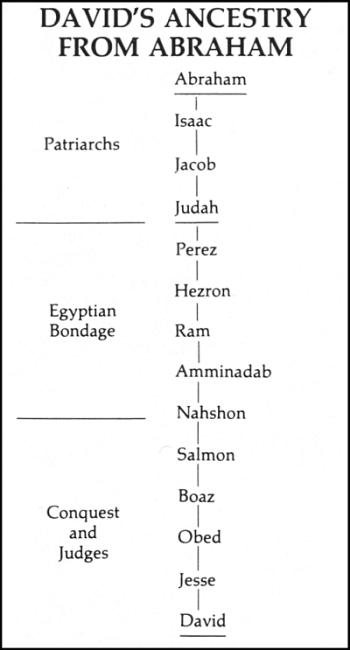 DAVID'S ANCESTRY
FROM ABRAHAM
Abraham
Isaac
Patriarchs
Jacob
Judah
Perez
Hezron
Egyptian
Bondage
Ram
Amminadab
Nahshon
Salmon
Boaz
Conquest
and
Judges
Obed
Jesse
David